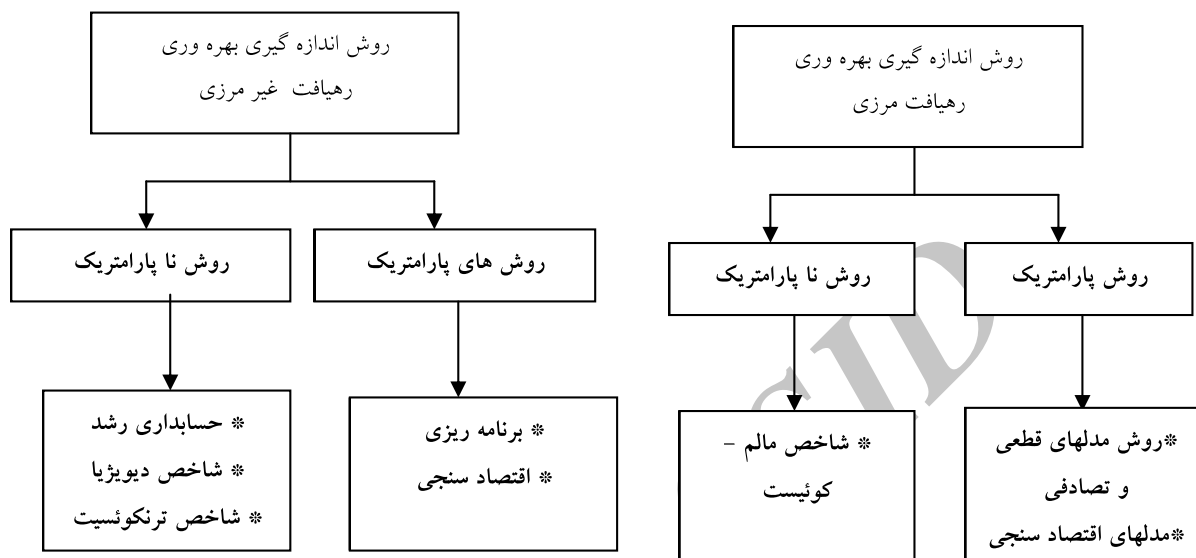 روش اندازه گیری بهره وری
رهیافت مرزی
روش پارامتریک
روش نا پارامتریک
※روش مدلهای قطعی
و تصادفی
※مدلهای اقتصاد سنجی
※ شاخص مالم –
کوئیست
روش اندازه گیری بهره وری
رهیافت غیر مرزی
روش های پارامتریک
روش نا پارامتریک
※ برنامه ریزی
※ اقتصاد سنجی
※ حسابداری رشد
※ شاخص دیویژیا
※ شاخص ترنکوئسیت
SID